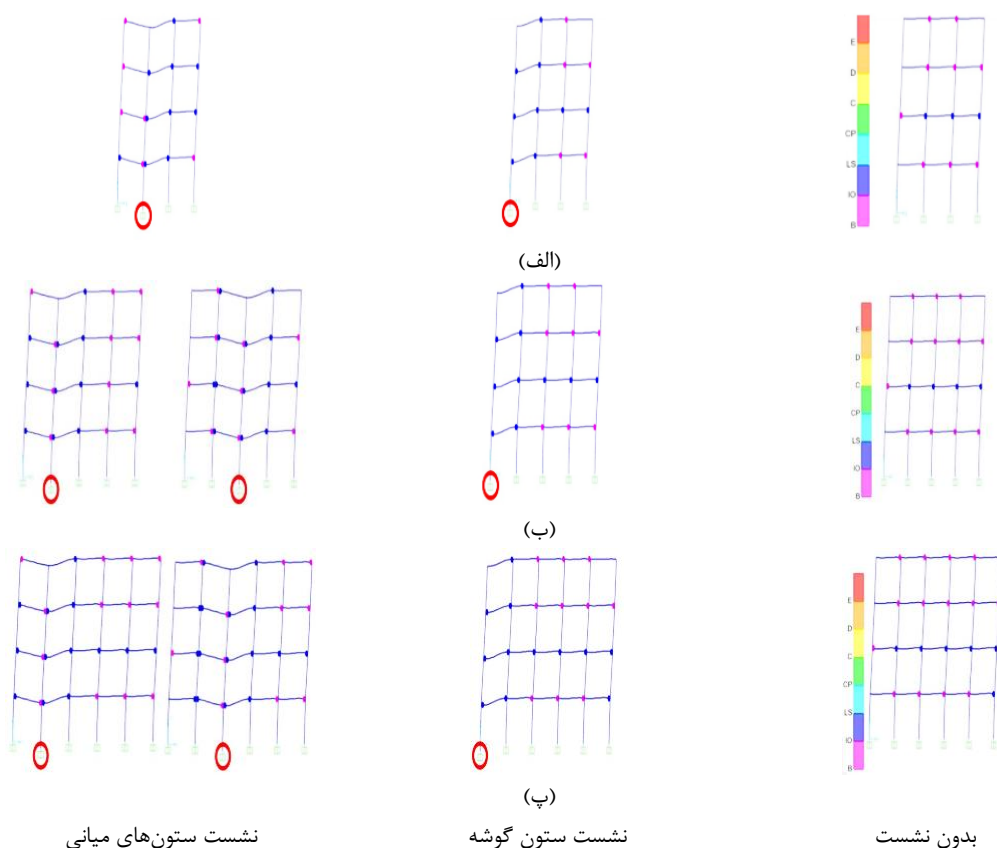 E
D
C
CP
LS
IO
B
(الف)
E
D
C
CP
LS
IO
B
(ب)
E
D
C
CP
LS
IO
B
(پ)
بدون نشست
نشست ستون گوشه
نشست ستون‌های میانی